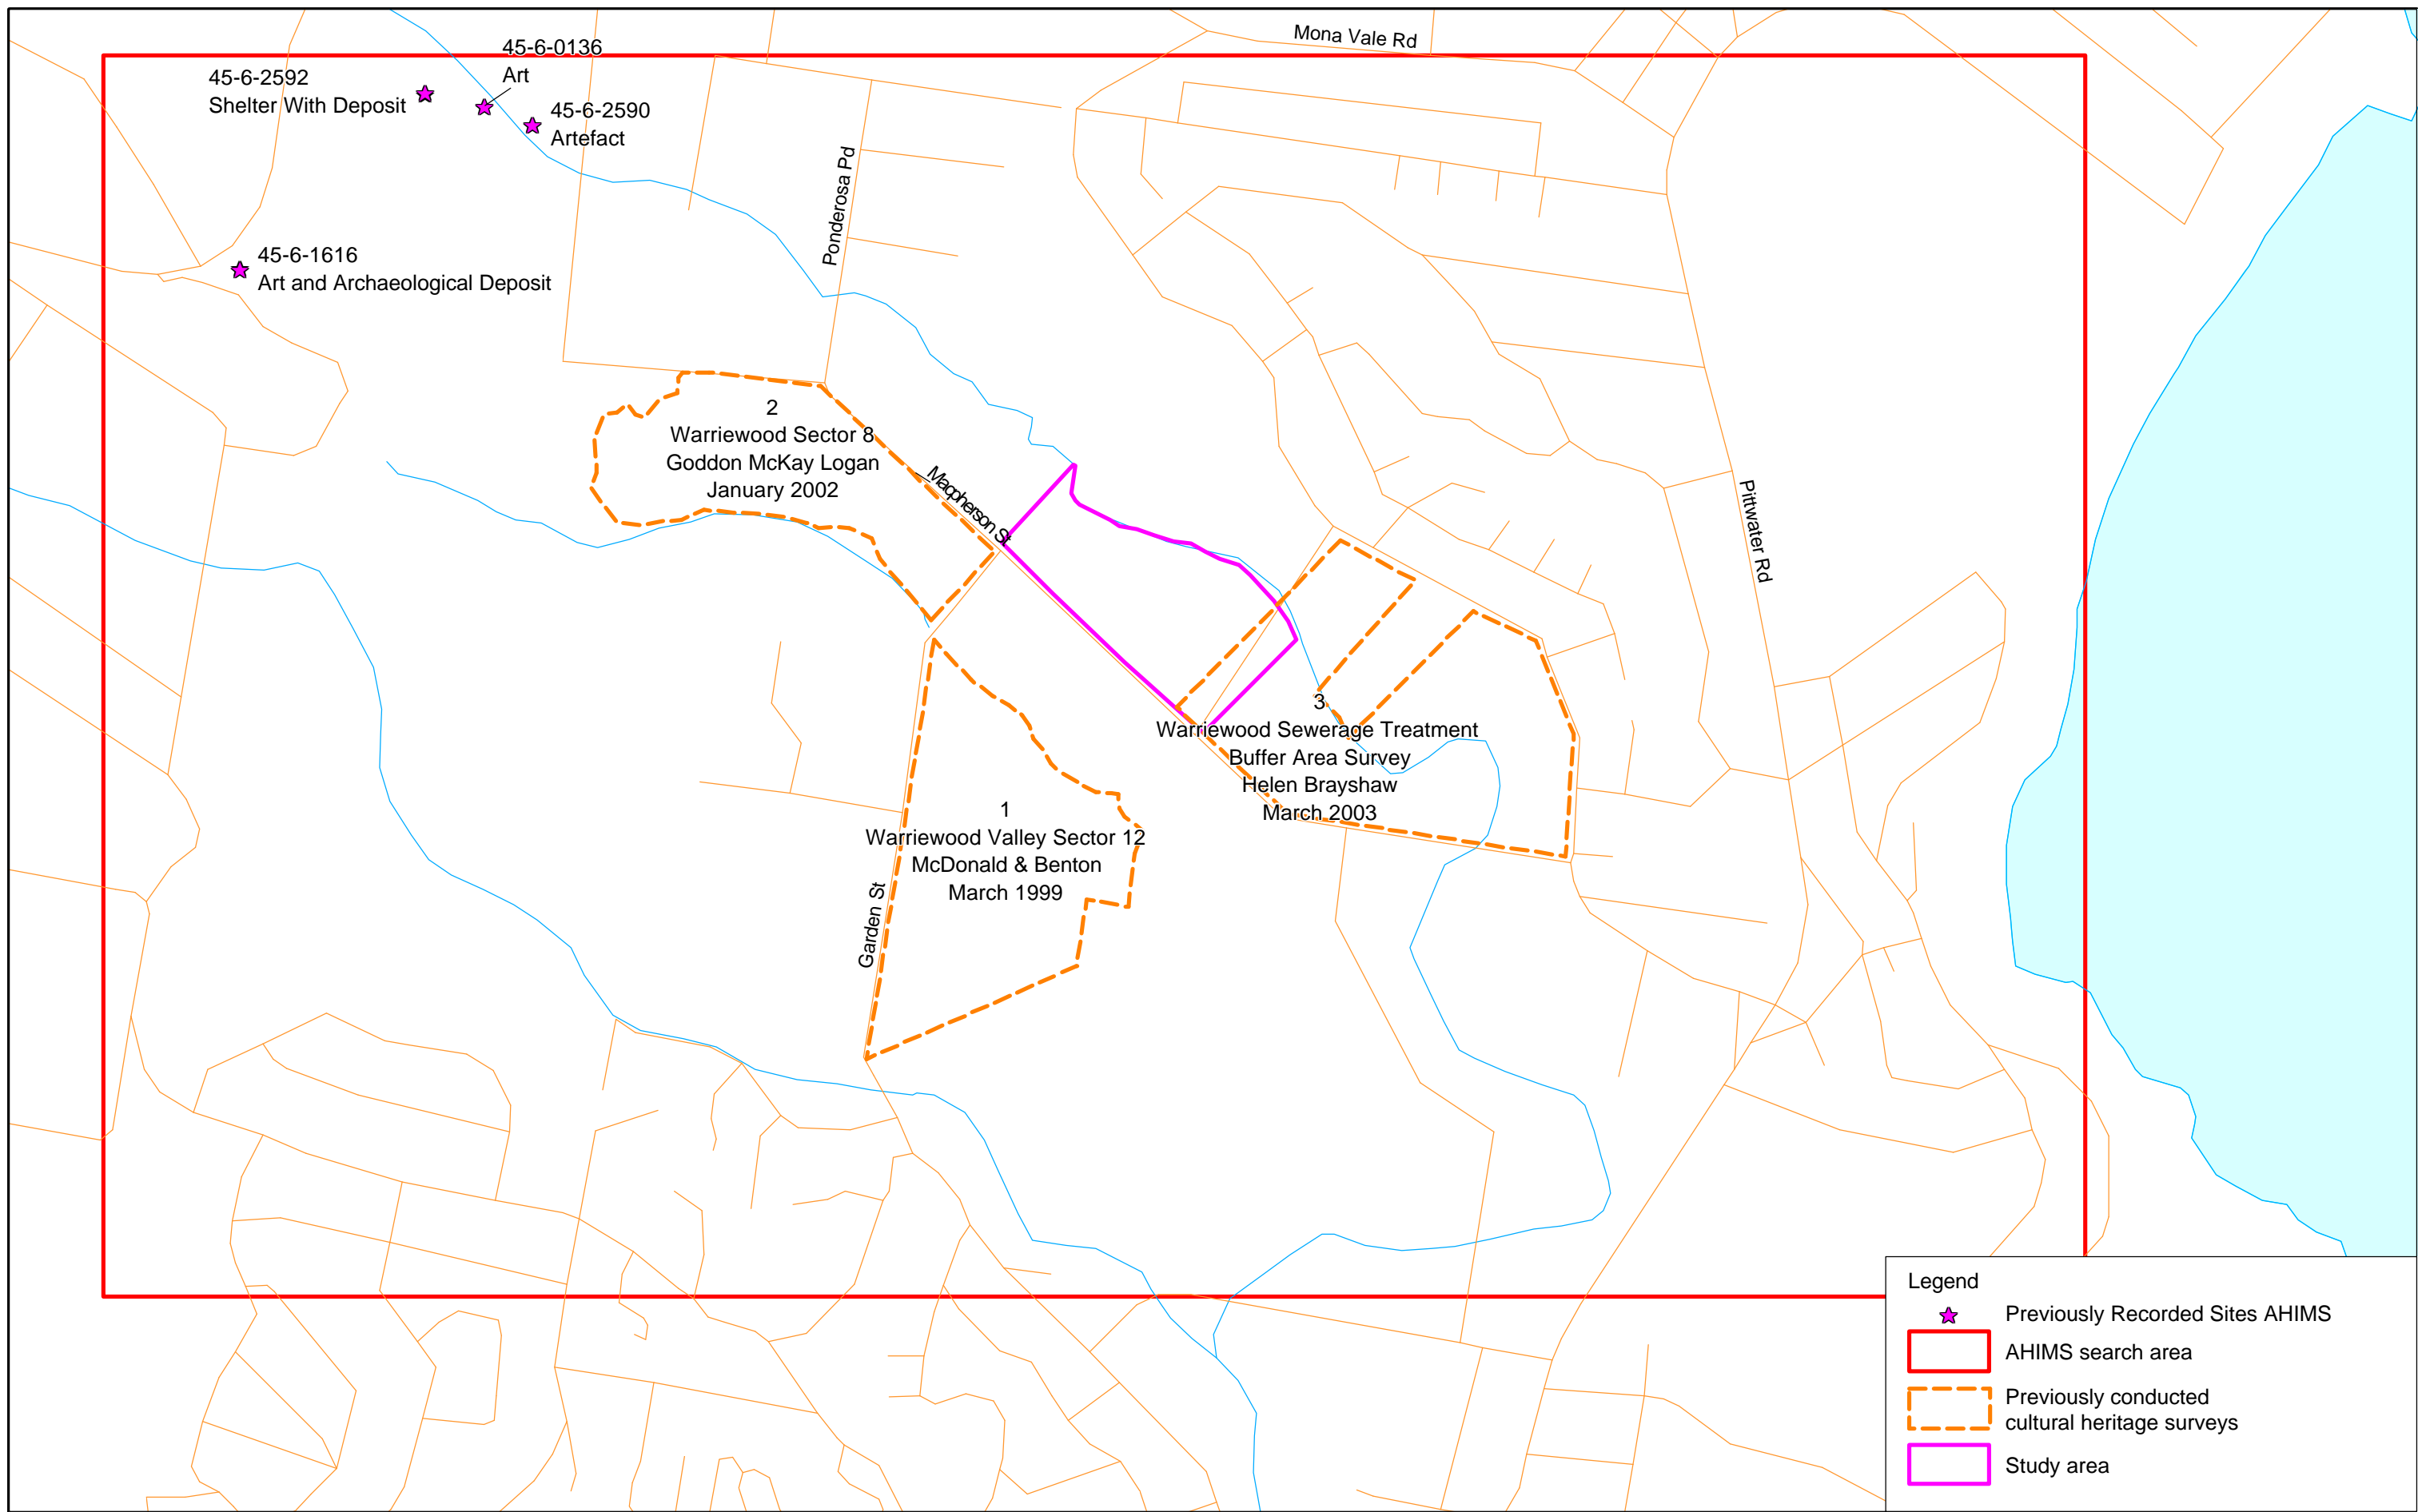 Mona Vale Rd
45-6-0136
Art
45-6-2592
Shelter With Deposit
45-6-2590
Artefact
Ponderosa Pd
45-6-1616
Art and Archaeological Deposit
2
Warriewood Sector 8
Goddon McKay Logan
January 2002
Macpherson St
Pittwater Rd
3
Warriewood Sewerage Treatment
Buffer Area Survey
Helen Brayshaw
March 2003
1
Warriewood Valley Sector 12
McDonald & Benton
March 1999
Garden St
Legend
Previously Recorded Sites AHIMS
AHIMS search area
Previously conducted
cultural heritage surveys
Study area